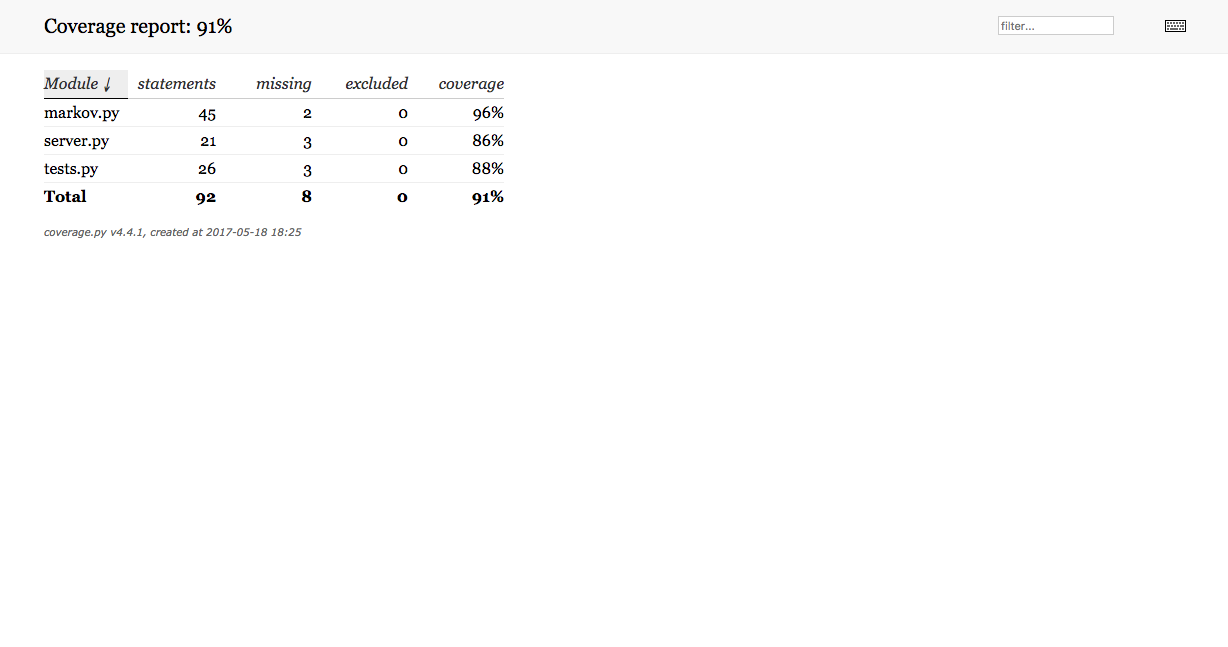 Coverage report: 91%
filter...
Module ↓ statements missing excluded coverage
markov.py 45 2 0 96%
server.py 21 3 0 86%
tests.py 26 3 0 88%
Total 92 8 0 91%
coverage.py v4.4.1, created at 2017-05-18 18:25